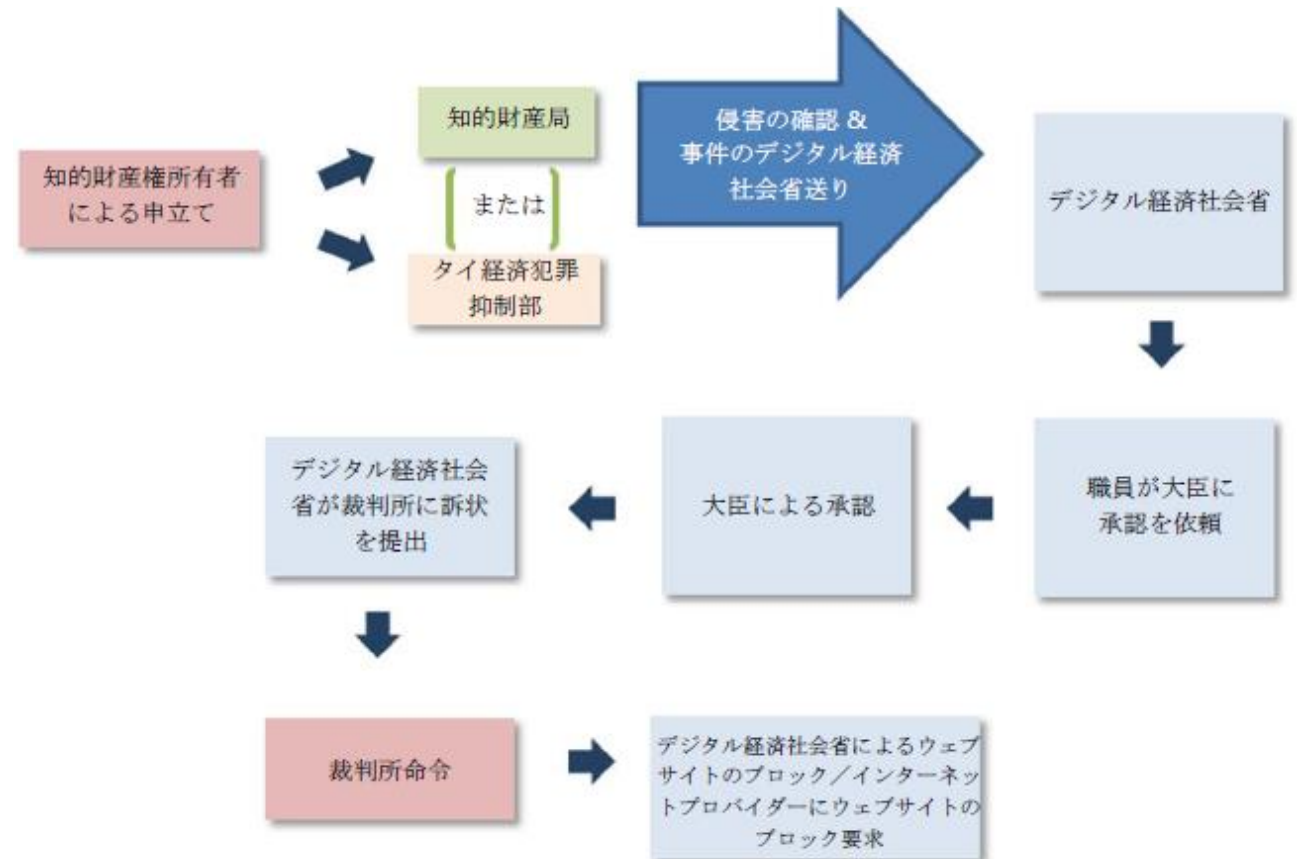 知的財産権所有者
による申立て
知的財産局
または
タイ経済犯罪
抑制部
侵害の確認 &
事件のデジタル経済
社会省送り
デジタル経済社会省
職員が大臣に
承認を依頼
大臣による承認
デジタル経済社会
省が裁判所に訴状
を提出
裁判所命令
デジタル経済社会省によるウェブ
サイトのブロック／インターネッ
トプロバイダーにウェブサイトの
ブロック要求